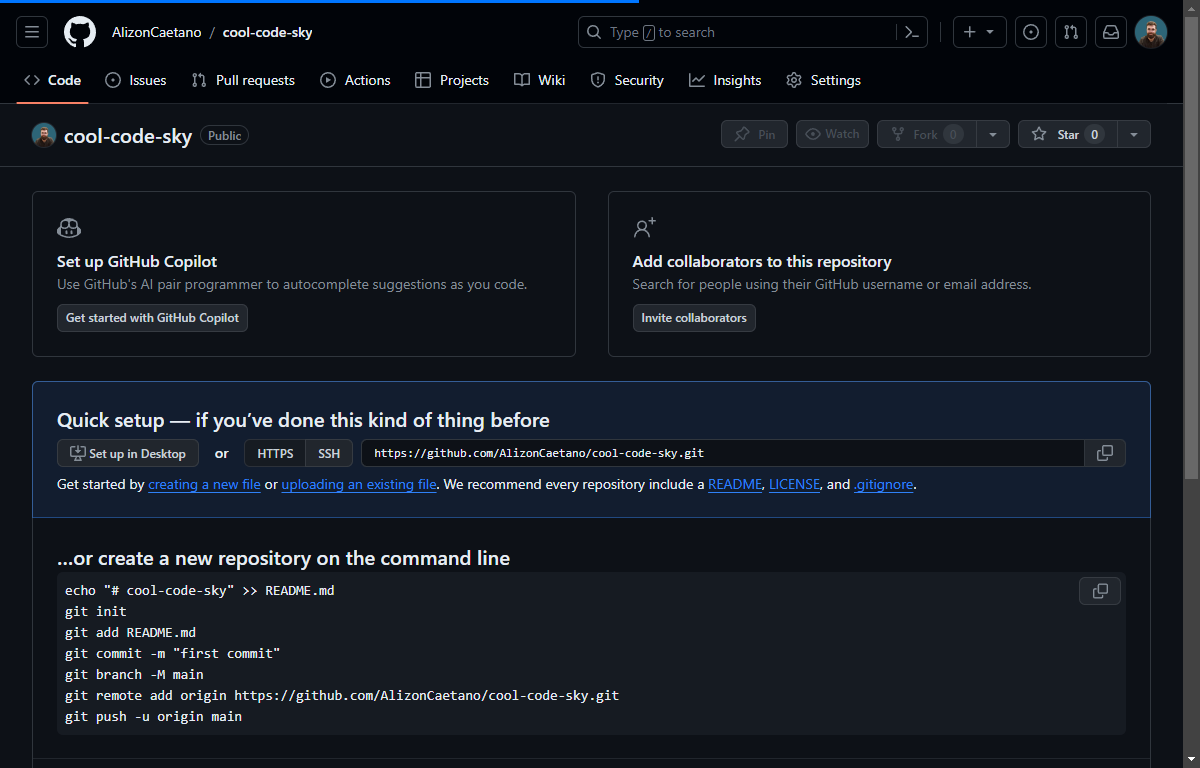 AlizonCaetano / cool-code-sky
Type / to search
Code
Issues
Pull requests
Actions
Projects
Wiki
Security
Insights
Settings
cool-code-sky Public
Pin
Watch
Fork 0
Star 0
Set up GitHub Copilot
Use GitHub's AI pair programmer to autocomplete suggestions as you code.
Get started with GitHub Copilot
Add collaborators to this repository
Search for people using their GitHub username or email address.
Invite collaborators
Quick setup — if you’ve done this kind of thing before
Set up in Desktop or HTTPS SSH https://github.com/AlizonCaetano/cool-code-sky.git
Get started by creating a new file or uploading an existing file. We recommend every repository include a README, LICENSE, and .gitignore.
…or create a new repository on the command line
echo "# cool-code-sky" >> README.md
git init
git add README.md
git commit -m "first commit"
git branch -M main
git remote add origin https://github.com/AlizonCaetano/cool-code-sky.git
git push -u origin main